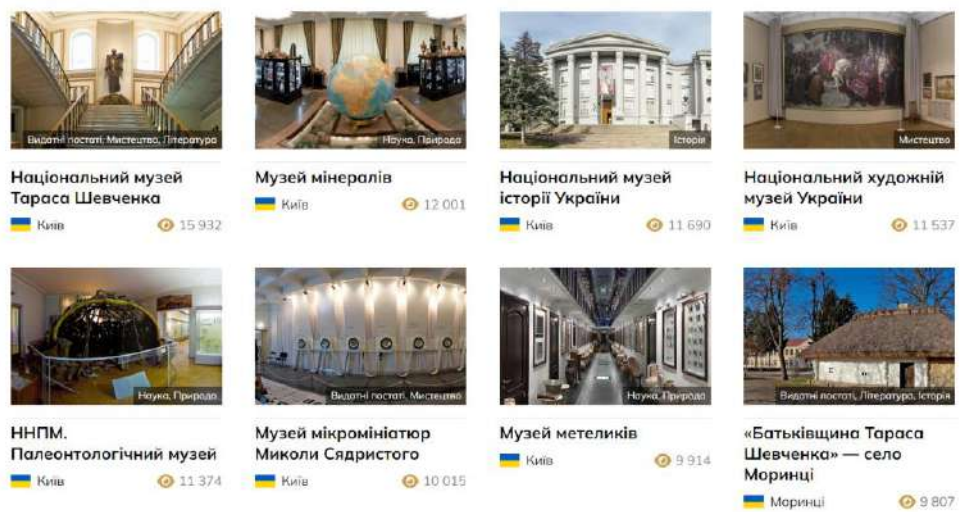 Видатні постаті, Мистецтво, Література
Наука, Природа
Історія
Мистецтво
Національний музей
Тараса Шевченка
Київ
15 932
Музей мінералів
Київ
12 001
Національний музей
історії України
Київ
11 690
Національний художній
музей України
Київ
11 537
Наука, Природа
Видатні постаті, Мистецтво
Наука, Природа
Видатні постаті, Література, Історія
ННПМ.
Палеонтологічний музей
Київ
11 374
Музей мікромініатюр
Миколи Сядристого
Київ
10 015
Музей метеликів
Київ
9 914
«Батьківщина Тараса
Шевченка» — село
Моринці
Моринці
9 807